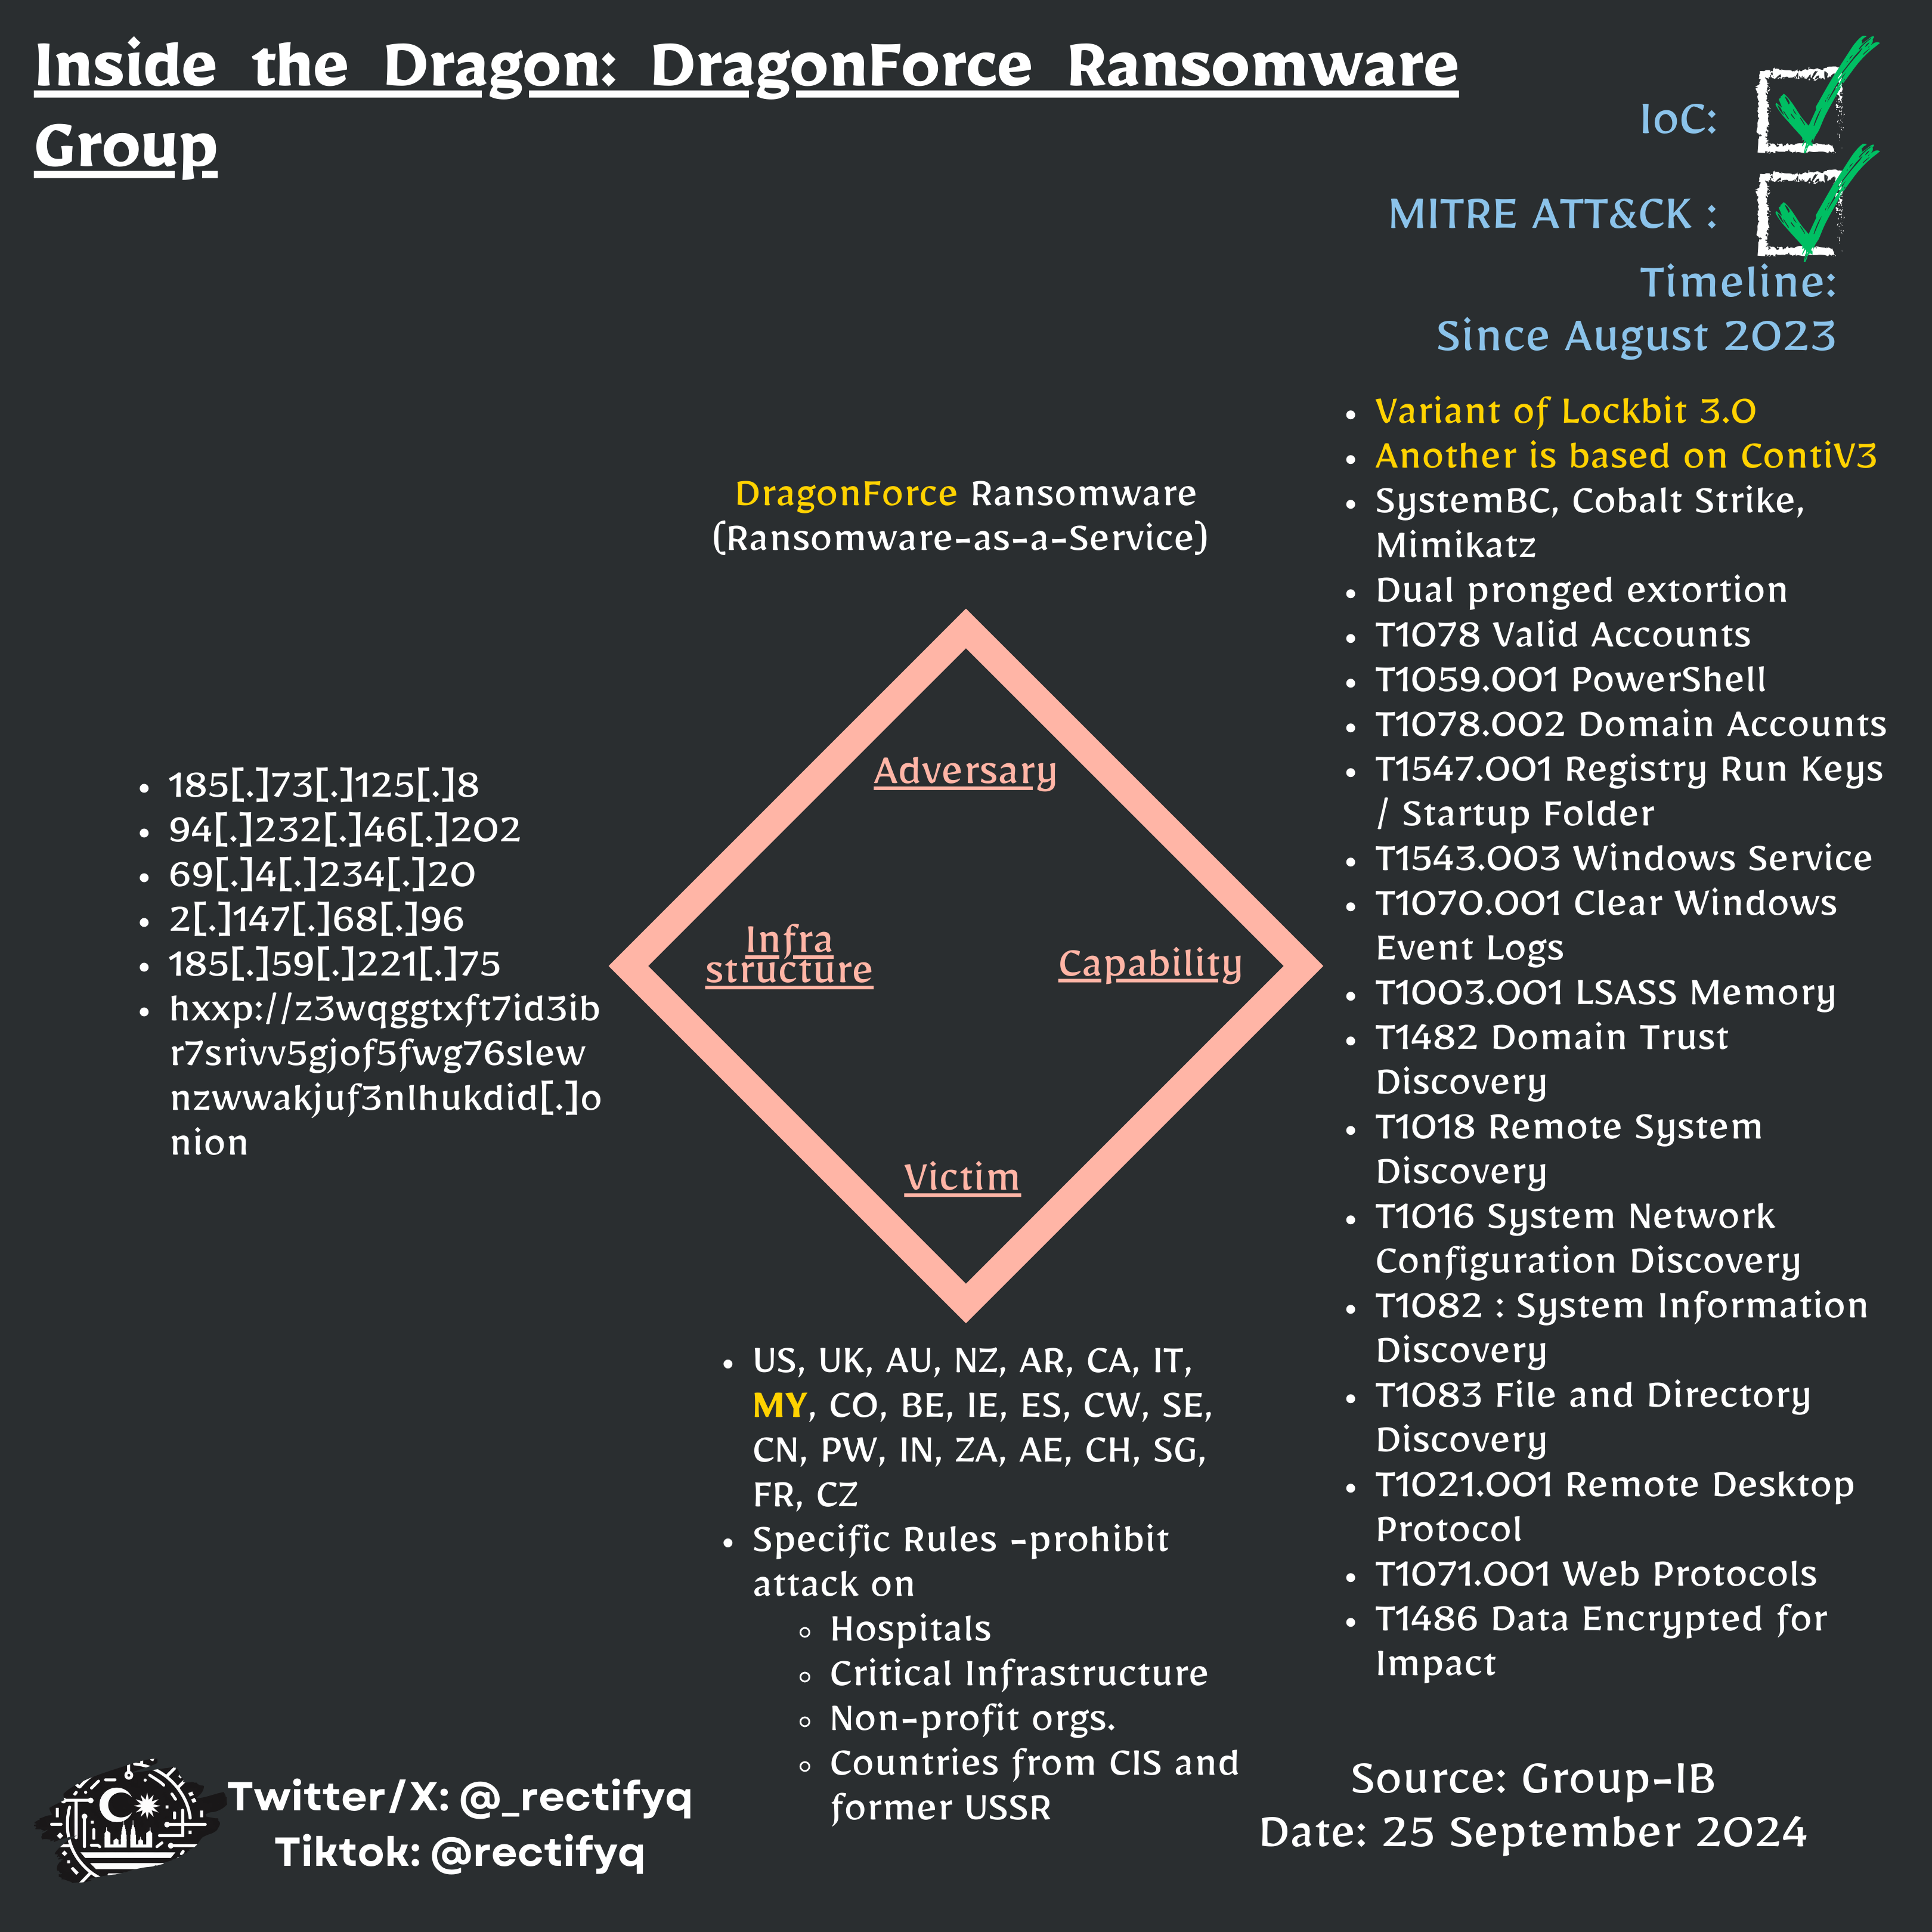 Inside the Dragon: DragonForce Ransomware
Group
IoC:
MITRE ATT&CK :
Timeline:
Since August 2023
DragonForce Ransomware
(Ransomware-as-a-Service)
Adversary
Infra
structure
Capability
Victim
• 185[.]73[.]125[.]8
• 94[.]232[.]46[.]202
• 69[.]4[.]234[.]20
• 2[.]147[.]68[.]96
• 185[.]59[.]221[.]75
• hxxp://z3wqggtxft7id3ib
r7srivv5gjof5fwg76slew
nzwwakjuf3nlhukdid[.]o
nion
• Variant of Lockbit 3.0
• Another is based on ContiV3
• SystemBC, Cobalt Strike,
Mimikatz
• Dual pronged extortion
• T1078 Valid Accounts
• T1059.001 PowerShell
• T1078.002 Domain Accounts
• T1547.001 Registry Run Keys
/ Startup Folder
• T1543.003 Windows Service
• T1070.001 Clear Windows
Event Logs
• T1003.001 LSASS Memory
• T1482 Domain Trust
Discovery
• T1018 Remote System
Discovery
• T1016 System Network
Configuration Discovery
• T1082 : System Information
Discovery
• T1083 File and Directory
Discovery
• T1021.001 Remote Desktop
Protocol
• T1071.001 Web Protocols
• T1486 Data Encrypted for
Impact
• US, UK, AU, NZ, AR, CA, IT,
MY, CO, BE, IE, ES, CW, SE,
CN, PW, IN, ZA, AE, CH, SG,
FR, CZ
• Specific Rules -prohibit
attack on
◦ Hospitals
◦ Critical Infrastructure
◦ Non-profit orgs.
◦ Countries from CIS and
former USSR
Twitter/X: @_rectifyq
Tiktok: @rectifyq
Source: Group-IB
Date: 25 September 2024